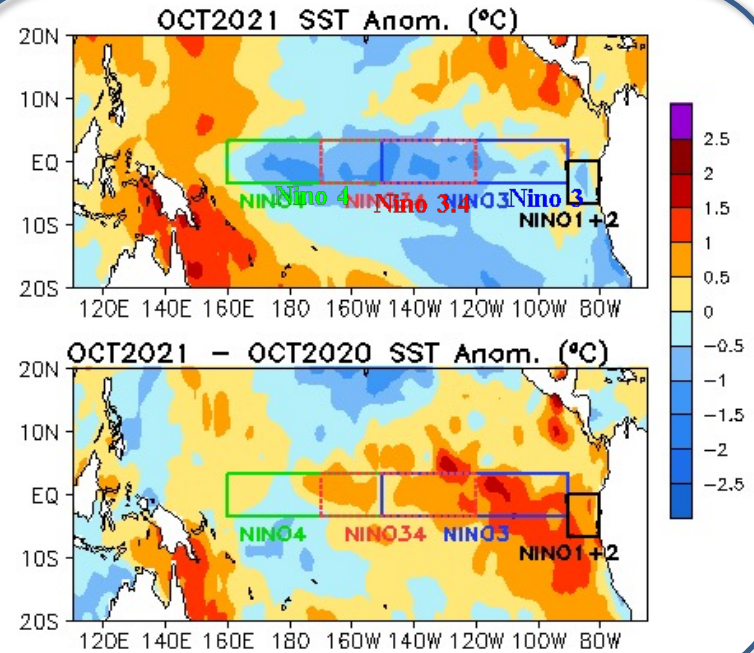 OCT2021 SST Anom. (ºC)
20N
10N
EQ
10S
20S
NINO4 NINO34 NINO3
Nino 4 Nino 3.4 Nino 3
NINO1+2
120E 140E 160E 180 160W 140W 120W 100W 80W
OCT2021 - OCT2020 SST Anom. (ºC)
20N
10N
EQ
10S
20S
NINO4 NINO34 NINO3
NINO1+2
120E 140E 160E 180 160W 140W 120W 100W 80W
2.5
2
1.5
1
0.5
0
-0.5
-1
-1.5
-2
-2.5